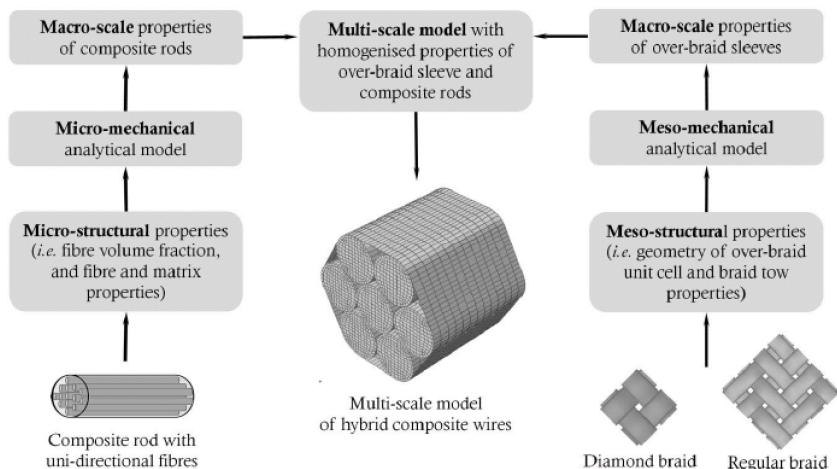 Macro-scale properties
of composite rods
Micro-mechanical
analytical model
Micro-structural properties
(i.e. fibre volume fraction,
and fibre and matrix
properties)
Composite rod with
uni-directional fibres
Multi-scale model with
homogenised properties of
over-braid sleeve and
composite rods
Multi-scale model
of hybrid composite wires
Macro-scale properties
of over-braid sleeves
Meso-mechanical
analytical model
Meso-structural properties
(i.e. geometry of over-braid
unit cell and braid tow
properties)
Diamond braid
Regular braid